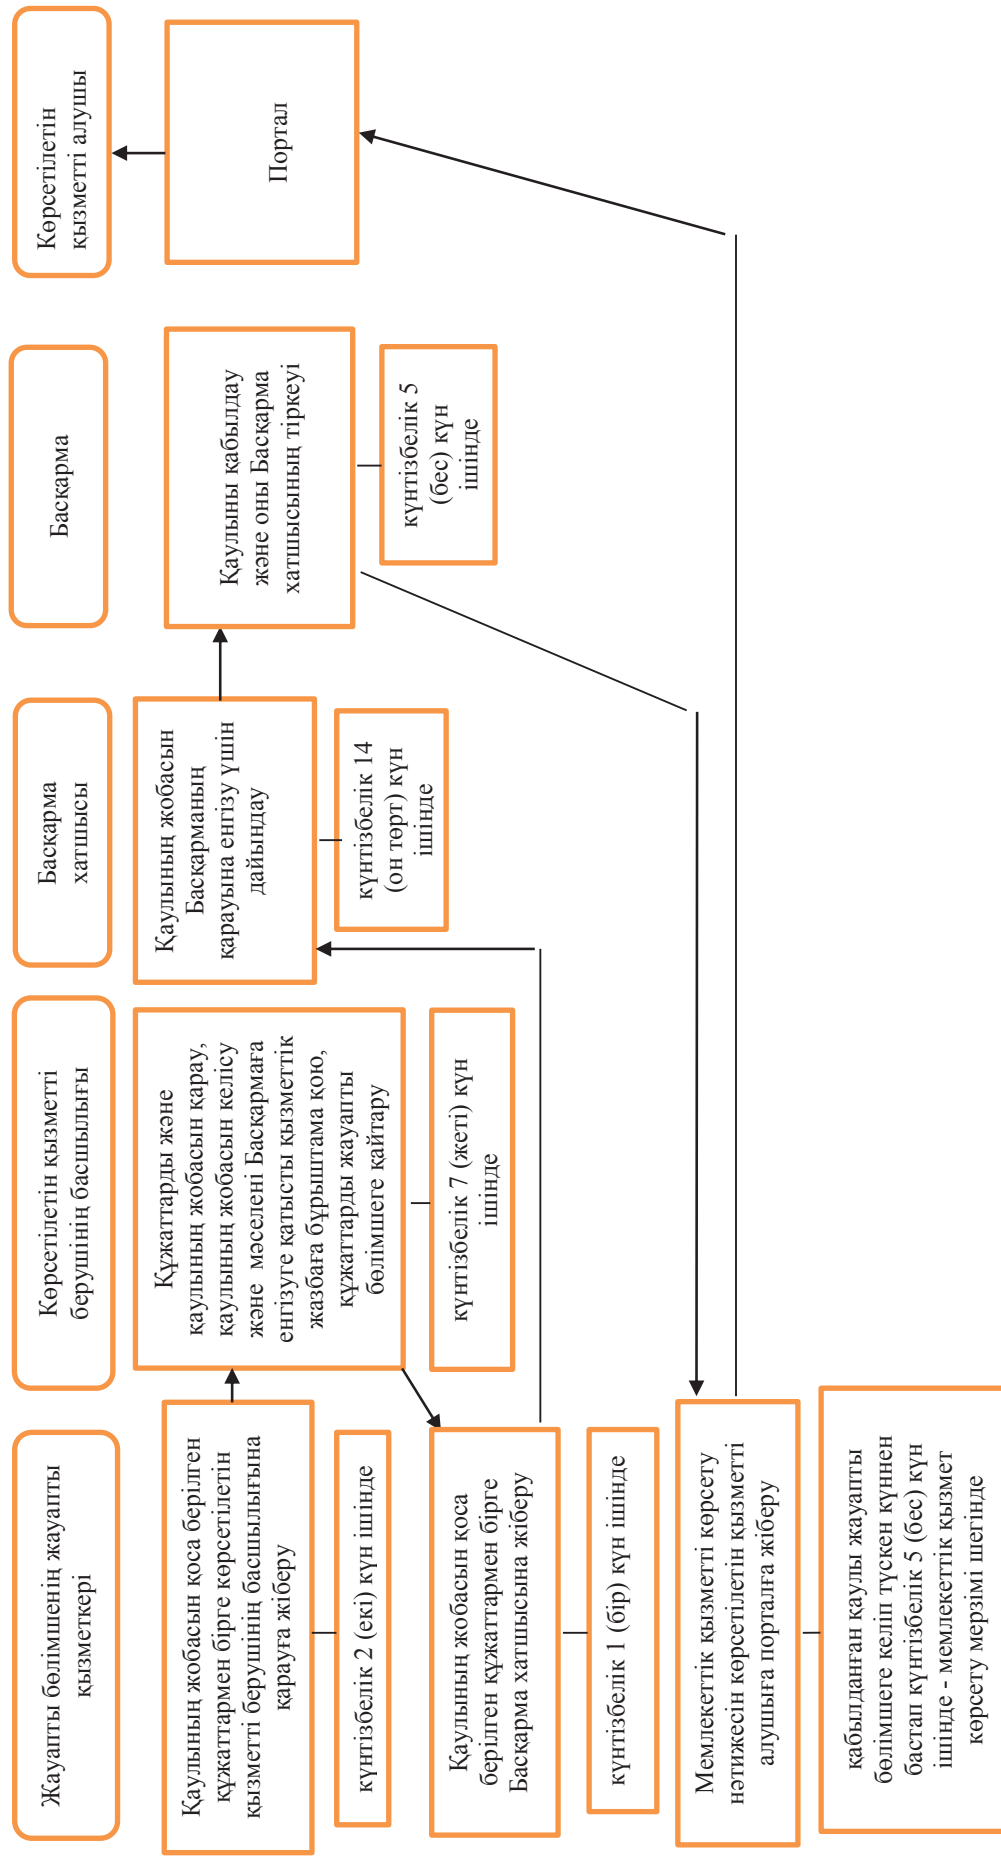 Жауапты бөлімшенің жауапты
қызметкері
Көрсетілетін қызметті
берушінің басшылығы
Басқарма
хатшысы
Басқарма
Көрсетілетін
қызметті алушы
Қаулының жобасын қоса берілген
құжаттармен бірге көрсетілетін
қызметті берушінің басшылығына
қарауға жіберу
күнтізбелік 2 (екі) күн ішінде
Құжаттарды және
қаулының жобасын қарау,
қаулының жобасын келісу
және мәселені Басқармаға
енгізуге қатысты қызметтік
жазбаға бұрыштама қою,
құжаттарды жауапты
бөлімшеге қайтару
күнтізбелік 7 (жеті) күн
ішінде
Қаулының жобасын қоса
берілген құжаттармен бірге
Басқарма хатшысына жіберу
күнтізбелік 1 (бір) күн ішінде
Қаулының жобасын
Басқарманың
қарауына енгізу үшін
дайындау
күнтізбелік 14
(он төрт) күн
ішінде
Қаулыны қабылдау
және оны Басқарма
хатшысының тіркеуі
күнтізбелік 5
(бес) күн
ішінде
Мемлекеттік қызметті көрсету
нәтижесін көрсетілетін қызметті
алушыға порталға жіберу
қабылданған қаулы жауапты
бөлімшеге келіп түскен күннен
бастап күнтізбелік 5 (бес) күн
ішінде - мемлекеттік қызмет
көрсету мерзімі шегінде
Портал